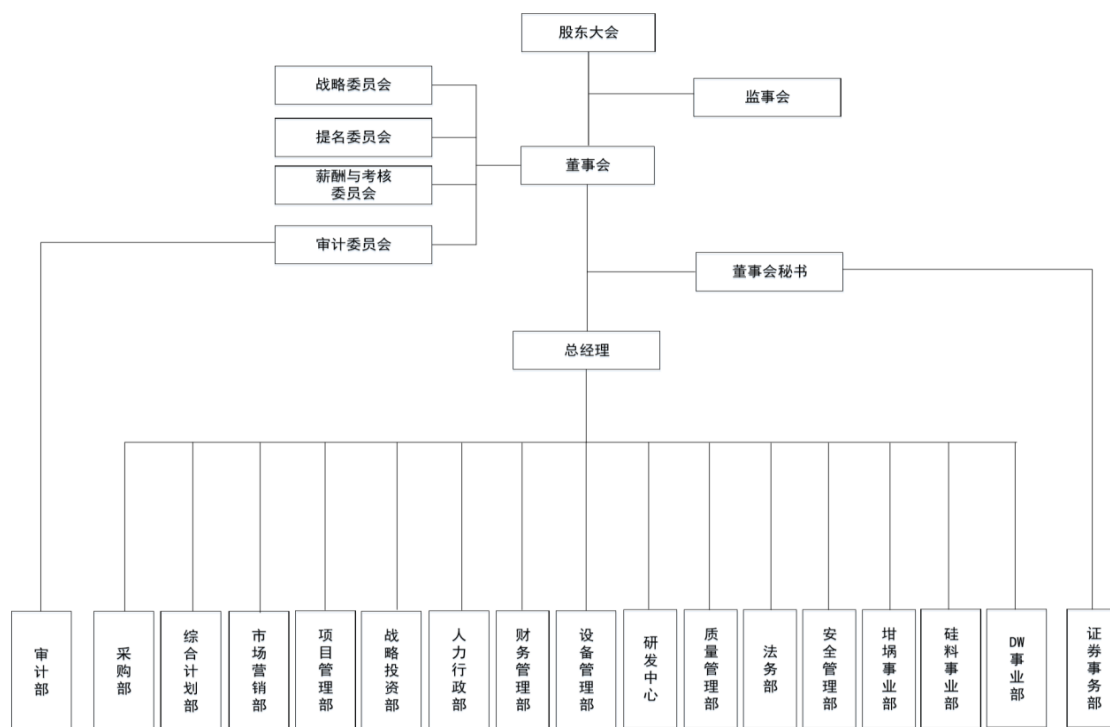 股东大会
战略委员会
监事会
提名委员会
董事会
薪酬与考核
委员会
审计委员会
董事会秘书
总经理
审计部
采购部
综合计划部
市场营销部
项目管理部
战略投资部
人力行政部
财务管理部
设备管理部
研发中心
质量管理部
法务部
安全管理部
坩埚事业部
硅料事业部
DW事业部
证券事务部